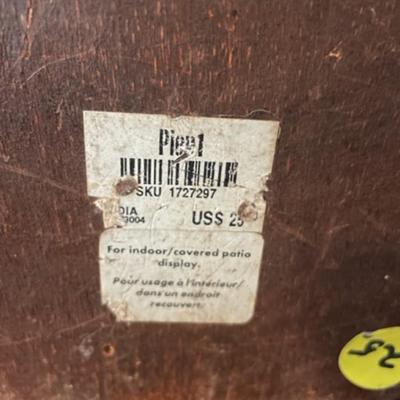 Pier1
SKU 1727297
DIA
3004 US$ 25
For indoor/covered patio
display.
Pour usage à l'intérieur/
dans un endroit
recouvert.
25